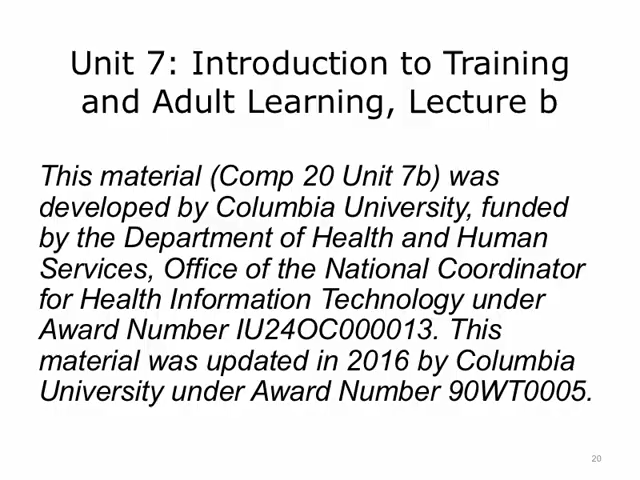 Unit 7: Introduction to Training
and Adult Learning, Lecture b
This material (Comp 20 Unit 7b) was
developed by Columbia University, funded
by the Department of Health and Human
Services, Office of the National Coordinator
for Health Information Technology under
Award Number IU24OC000013. This
material was updated in 2016 by Columbia
University under Award Number 90WT0005.
20